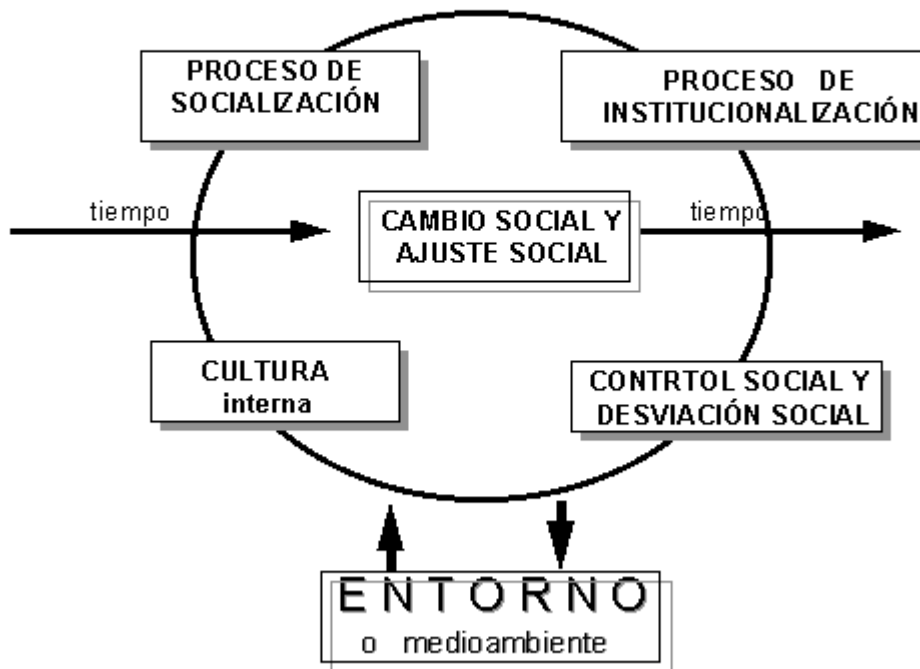 PROCESO DE
SOCIALIZACIÓN
PROCESO DE
INSTITUCIONALIZACIÓN
tiempo
CAMBIO SOCIAL Y
AJUSTE SOCIAL
tiempo
CULTURA
interna
CONTRTOL SOCIAL Y
DESVIACIÓN SOCIAL
ENTORNO
o medioambiente